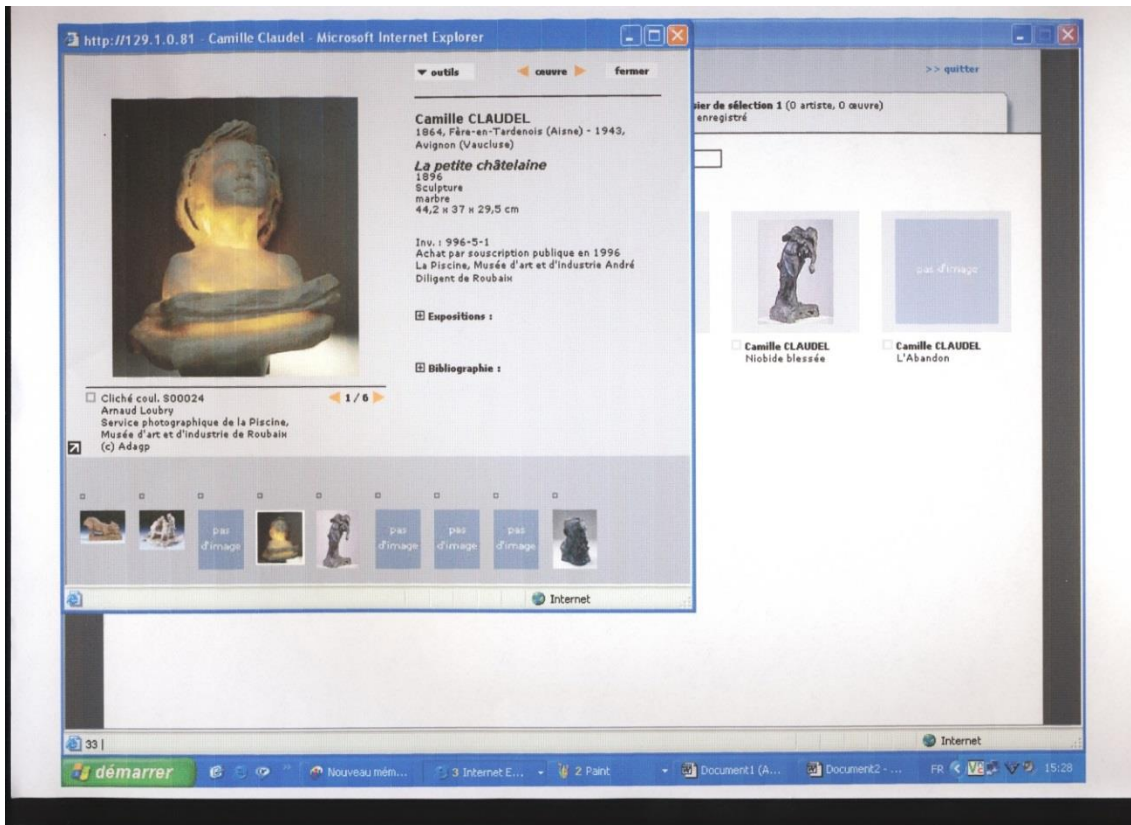 http://129.1.0.81 - Camille Claudel - Microsoft Internet Explorer
outils
œuvre
fermer
Camille CLAUDEL
1864, Fère-en-Tardenois (Aisne) - 1943,
Avignon (Vaucluse)
La petite châtelaine
1896
Sculpture
marbre
44,2 x 37 x 29,5 cm
Inv. : 996-5-1
Achat par souscription publique en 1996
La Piscine, Musée d'art et d'industrie André
Diligent de Roubaix
Expositions :
Bibliographie :
Cliché coul. S00024
1 / 6
Arnaud Loubry
Service photographique de la Piscine,
Musée d'art et d'industrie de Roubaix
(c) Adagp
pas
d'image
pas
d'image
pas
d'image
pas
d'image
Internet
>> quitter
ier de sélection 1 (0 artiste, 0 œuvre)
enregistré
pas d'image
Camille CLAUDEL
Niobide blessée
Camille CLAUDEL
L'Abandon
33 |
Internet
démarrer
Nouveau mém...
3 Internet E...
2 Paint
Document1 (A...
Document2 - ...
FR
15:28